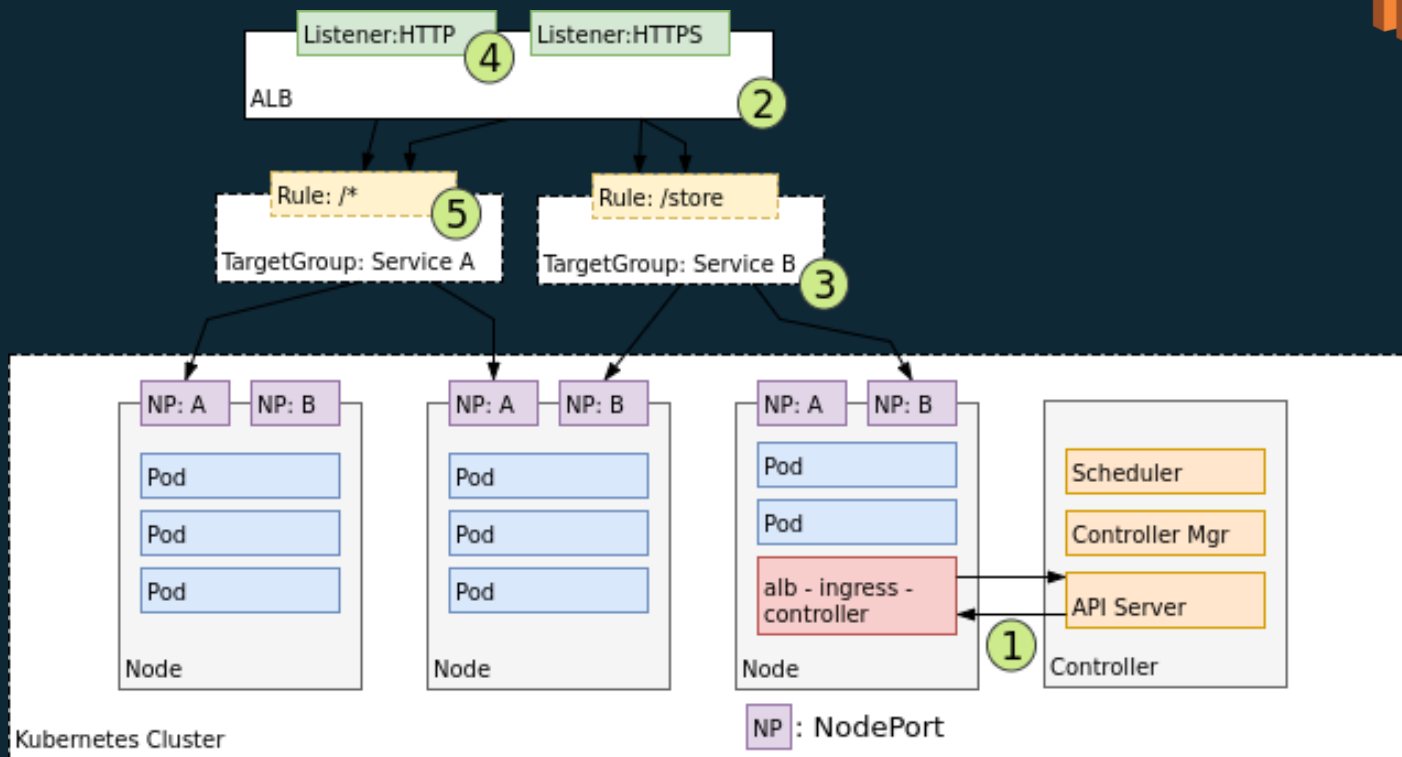 Listener:HTTP
Listener:HTTPS
4
ALB
2
Rule: /*
Rule: /store
5
TargetGroup: Service A
TargetGroup: Service B
3
NP: A
NP: B
NP: A
NP: B
NP: A
NP: B
Pod
Pod
Pod
Node
Pod
Pod
Pod
Node
Pod
Pod
alb - ingress -
controller
Node
1
Scheduler
Controller Mgr
API Server
Controller
NP : NodePort
Kubernetes Cluster